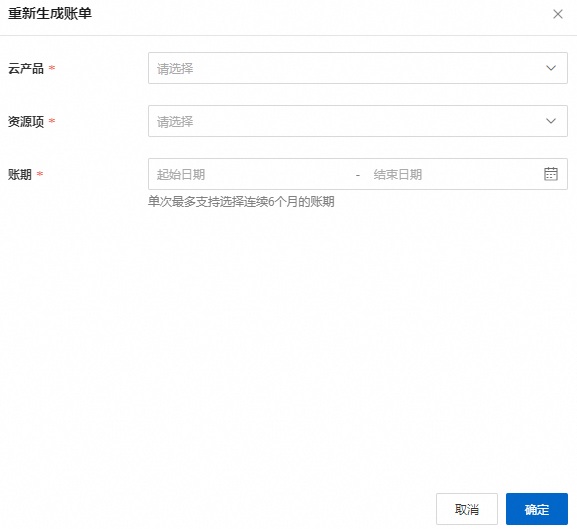 重新生成账单
云产品 *
请选择
资源项 *
请选择
账期 *
起始日期 - 结束日期
单次最多支持选择连续6个月的账期
取消
确定